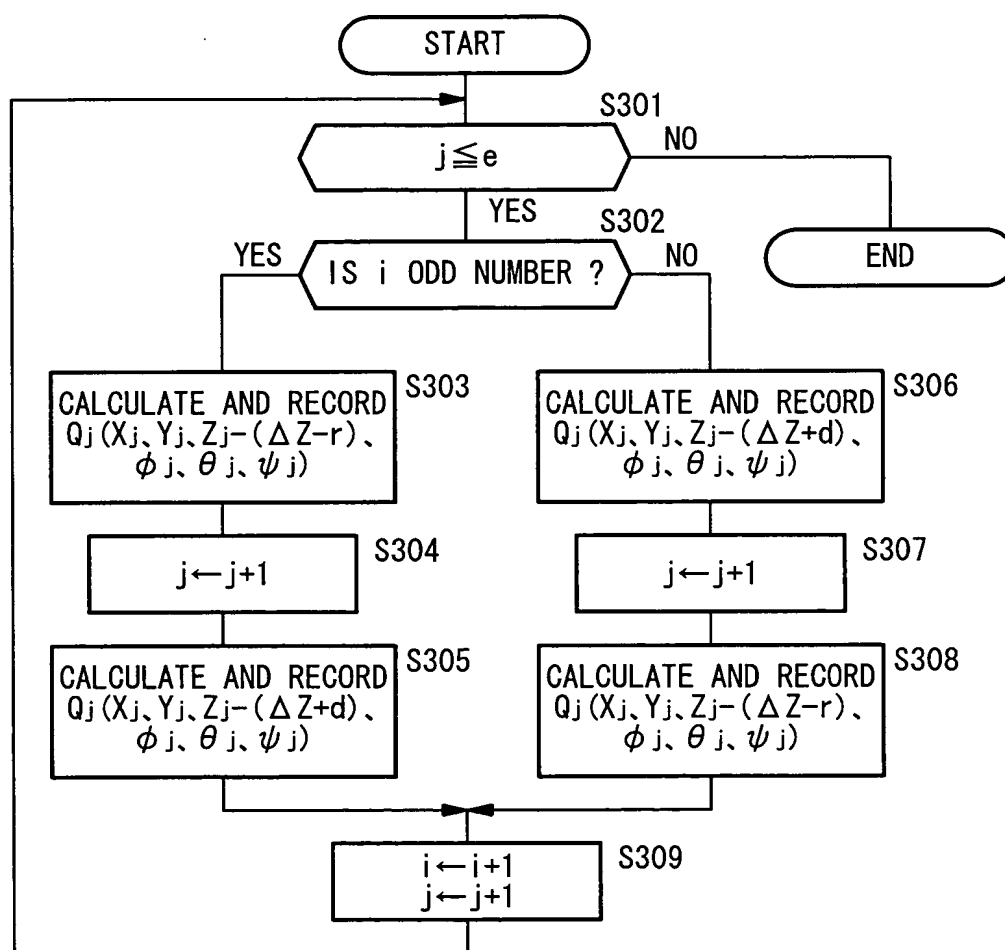 START
S301
j≦e
NO
YES
S302
YES
IS i ODD NUMBER ?
NO
END
S303
CALCULATE AND RECORD
Qj(Xj、Yj、Zj-(ΔZ-r)、
φj、θj、ψj)
S304
j←j+1
S305
CALCULATE AND RECORD
Qj(Xj、Yj、Zj-(ΔZ+d)、
φj、θj、ψj)
S306
CALCULATE AND RECORD
Qj(Xj、Yj、Zj-(ΔZ+d)、
φj、θj、ψj)
S307
j←j+1
S308
CALCULATE AND RECORD
Qj(Xj、Yj、Zj-(ΔZ-r)、
φj、θj、ψj)
S309
i←i+1
j←j+1